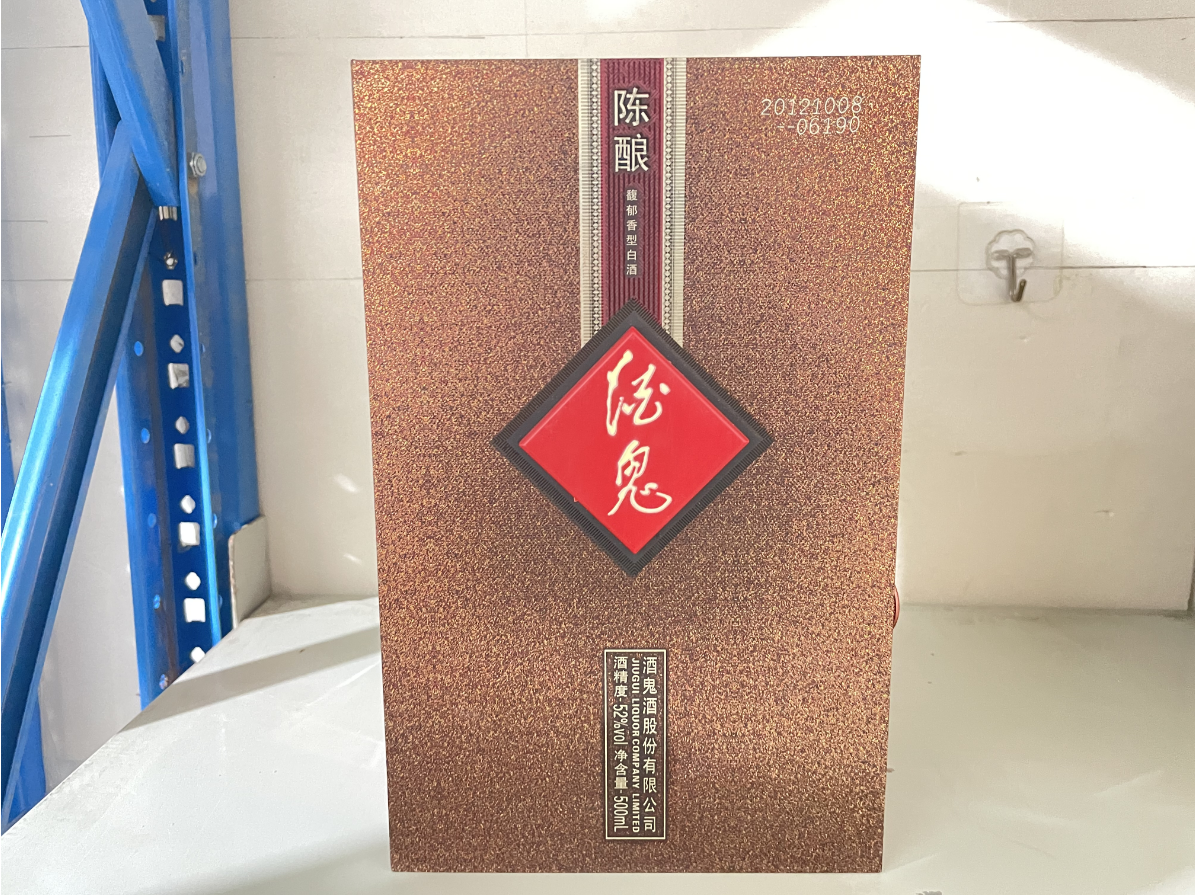 陈酿
馥郁香型白酒
20121008
--06190
酒鬼
酒鬼酒股份有限公司
JIUGUI LIQUOR COMPANY LIMITED
酒精度·52%vol 净含量·500mL